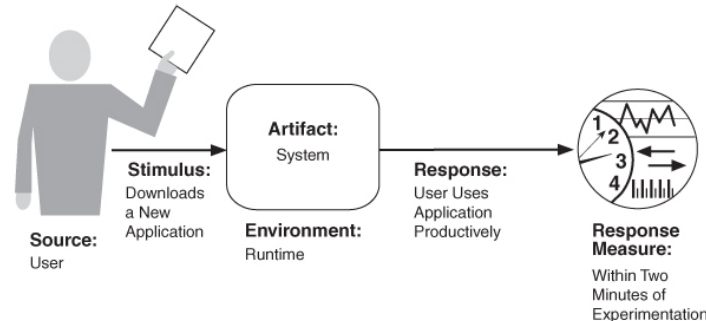 Source:
User
Stimulus:
Downloads
a New
Application
Artifact:
System
Environment:
Runtime
Response:
User Uses
Application
Productively
1
2
3
4
Response
Measure:
Within Two
Minutes of
Experimentation